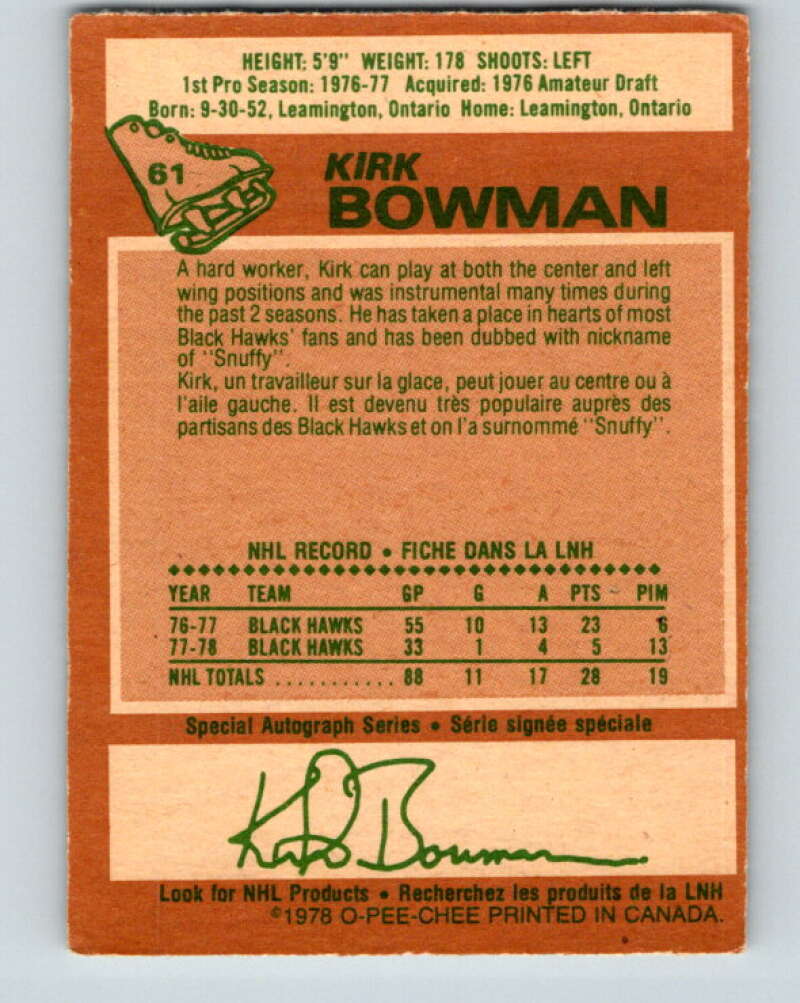 HEIGHT: 5'9" WEIGHT: 178 SHOOTS: LEFT
1st Pro Season: 1976-77 Acquired: 1976 Amateur Draft
Born: 9-30-52, Leamington, Ontario Home: Leamington, Ontario
61
KIRK
BOWMAN
A hard worker, Kirk can play at both the center and left
wing positions and was instrumental many times during
the past 2 seasons. He has taken a place in hearts of most
Black Hawks' fans and has been dubbed with nickname
of "Snuffy".
Kirk, un travailleur sur la glace, peut jouer au centre ou à
l'aile gauche. Il est devenu très populaire auprès des
partisans des Black Hawks et on l'a surnommé "Snuffy".
NHL RECORD • FICHE DANS LA LNH
YEAR TEAM GP G A PTS PIM
76-77 BLACK HAWKS 55 10 13 23 6
77-78 BLACK HAWKS 33 1 4 5 13
NHL TOTALS ........... 88 11 17 28 19
Special Autograph Series • Série signée spéciale
Kirk Bowman
Look for NHL Products • Recherchez les produits de la LNH
©1978 O-PEE-CHEE PRINTED IN CANADA.